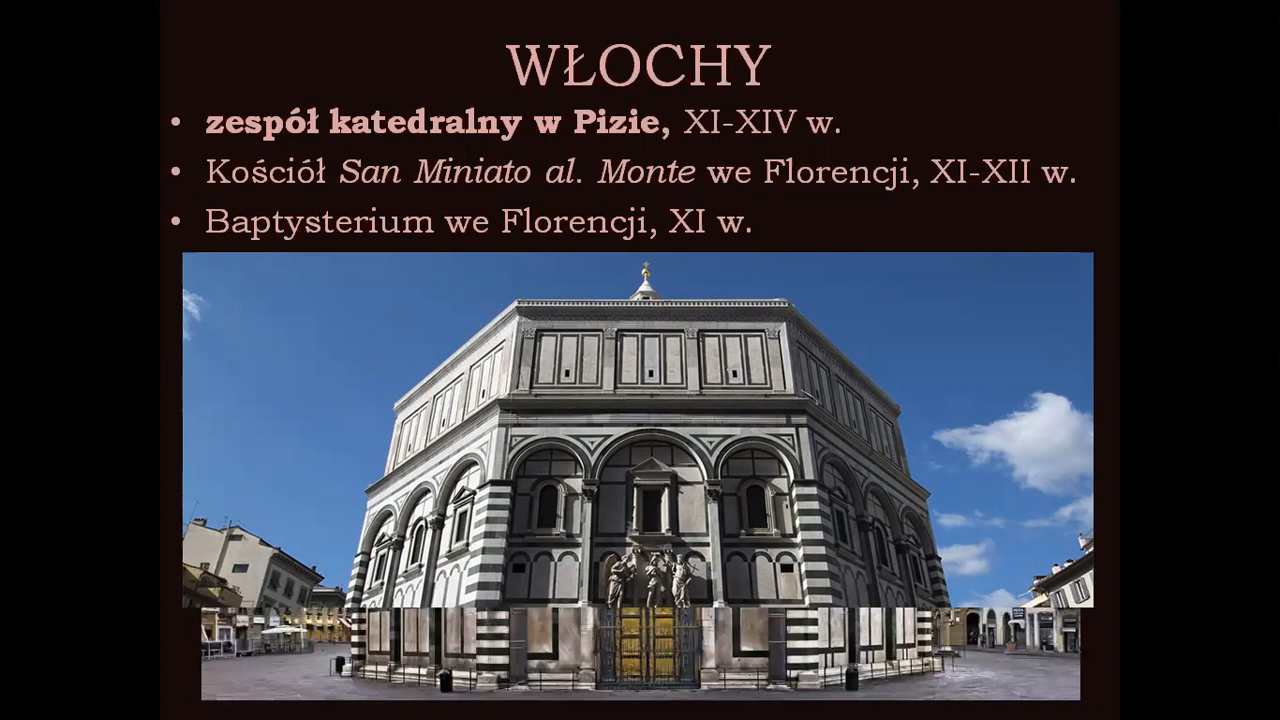 WŁOCHY
• zespół katedralny w Pizie, XI-XIV w.
• Kościół San Miniato al. Monte we Florencji, XI-XII w.
• Baptysterium we Florencji, XI w.